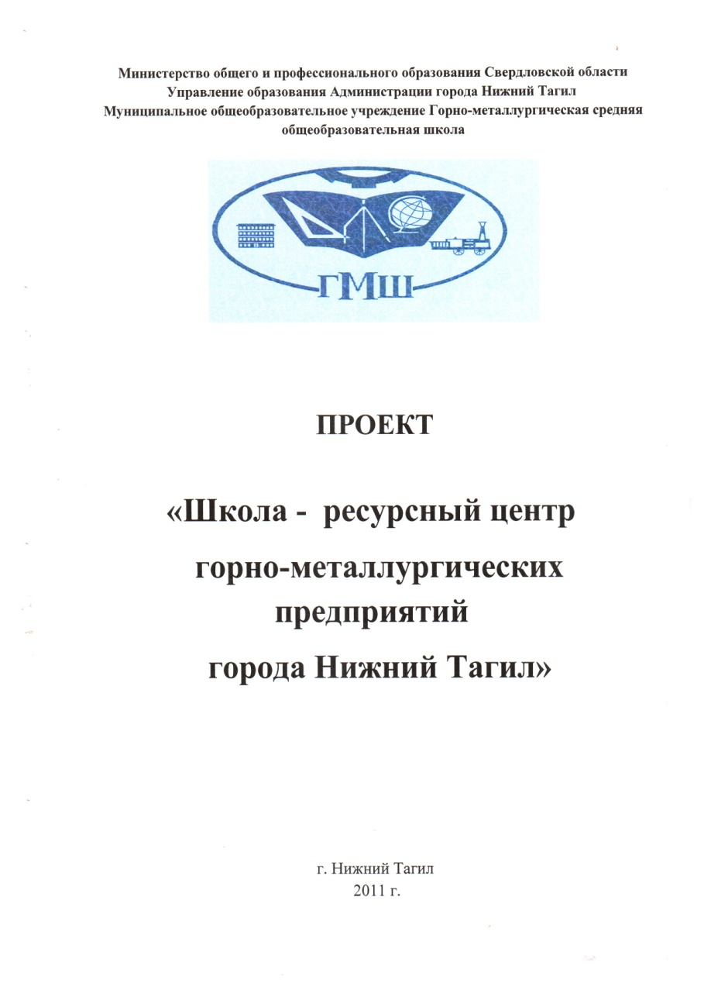 Министерство общего и профессионального образования Свердловской области
Управление образования Администрации города Нижний Тагил
Муниципальное общеобразовательное учреждение Горно-металлургическая средняя
общеобразовательная школа
ГМШ
ПРОЕКТ
«Школа - ресурсный центр
горно-металлургических
предприятий
города Нижний Тагил»
г. Нижний Тагил
2011 г.